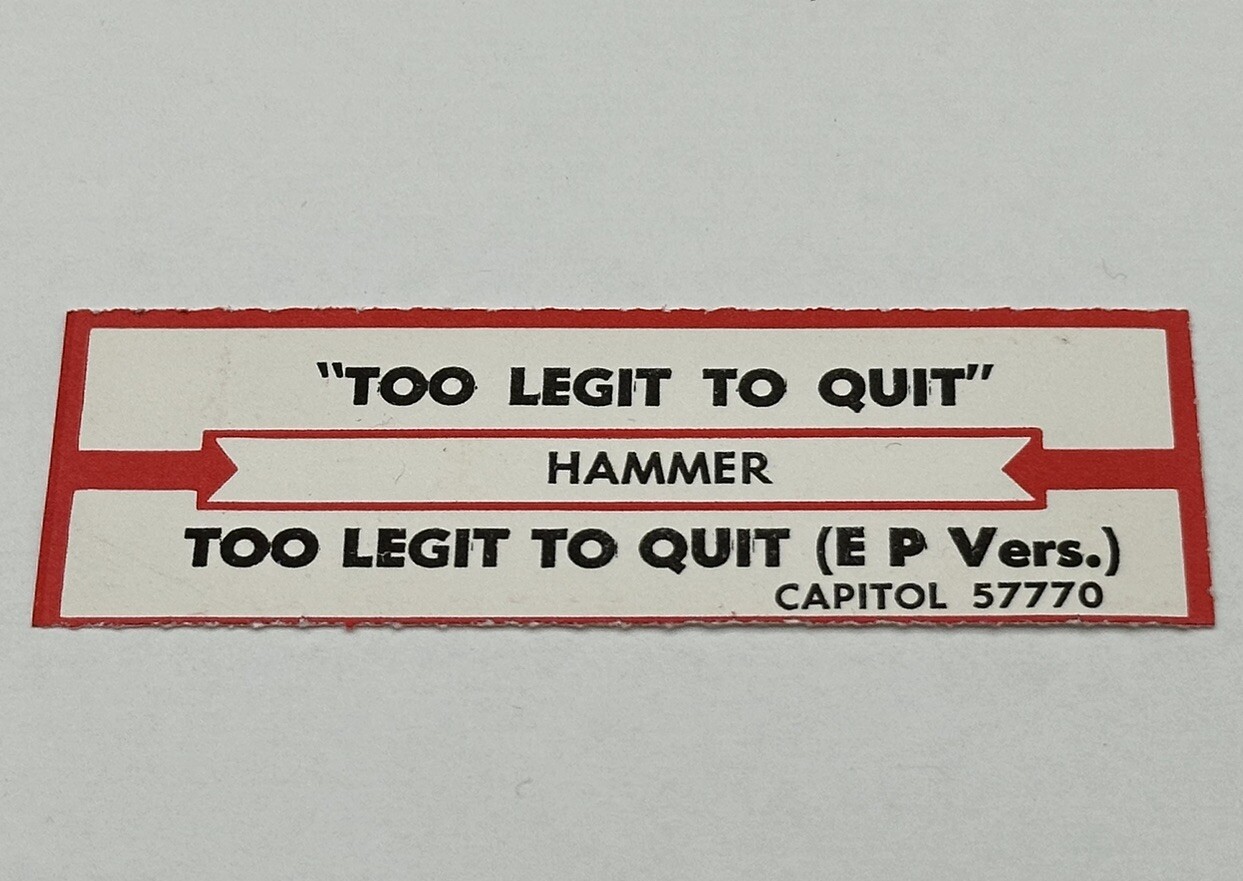 "TOO LEGIT TO QUIT"
HAMMER
TOO LEGIT TO QUIT (E P Vers.)
CAPITOL 57770